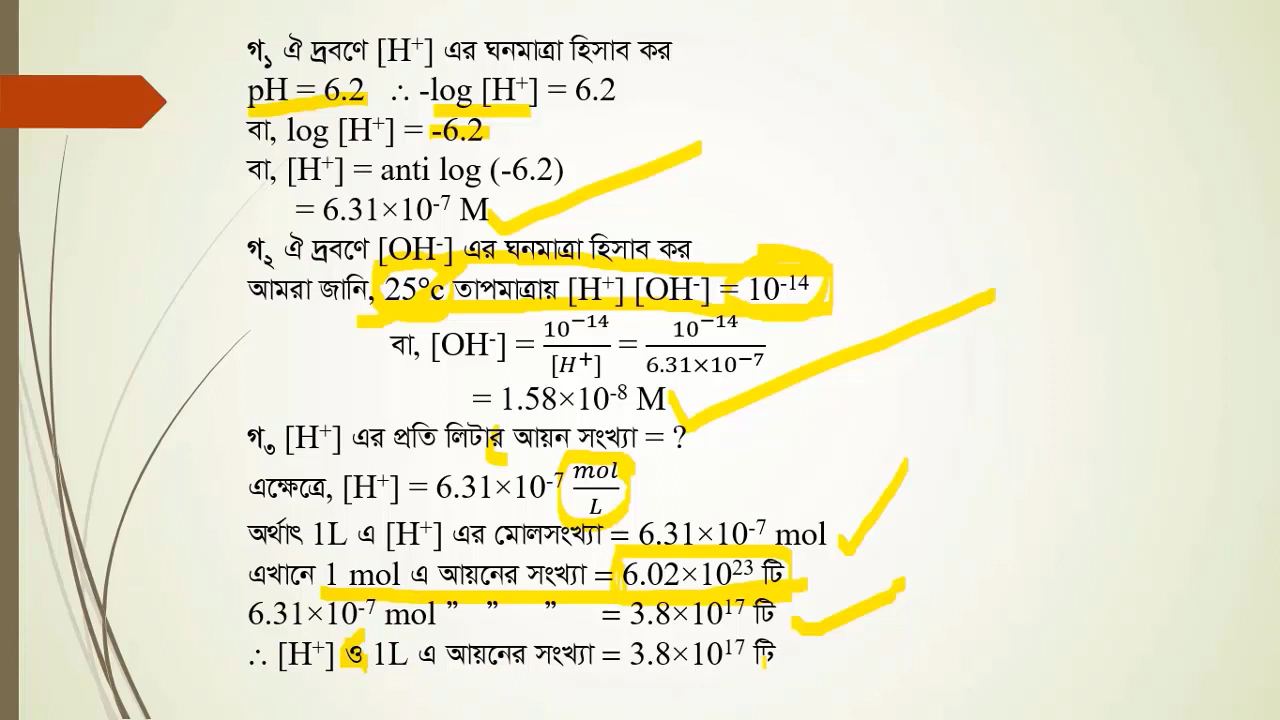 গ₁ ঐ দ্রবণে [H⁺] এর ঘনমাত্রা হিসাব কর
pH = 6.2 ∴ -log [H⁺] = 6.2
বা, log [H⁺] = -6.2
বা, [H⁺] = anti log (-6.2)
= 6.31×10⁻⁷ M
গ₂ ঐ দ্রবণে [OH⁻] এর ঘনমাত্রা হিসাব কর
আমরা জানি, 25°c তাপমাত্রায় [H⁺] [OH⁻] = 10⁻¹⁴
বা, [OH⁻] = 10⁻¹⁴/[H⁺] = 10⁻¹⁴/6.31×10⁻⁷
= 1.58×10⁻⁸ M
গ₃ [H⁺] এর প্রতি লিটার আয়ন সংখ্যা = ?
এক্ষেত্রে, [H⁺] = 6.31×10⁻⁷ mol/L
অর্থাৎ 1L এ [H⁺] এর মোলসংখ্যা = 6.31×10⁻⁷ mol
এখানে 1 mol এ আয়নের সংখ্যা = 6.02×10²³ টি
6.31×10⁻⁷ mol ” ” ” = 3.8×10¹⁷ টি
∴ [H⁺] ও 1L এ আয়নের সংখ্যা = 3.8×10¹⁷ টি